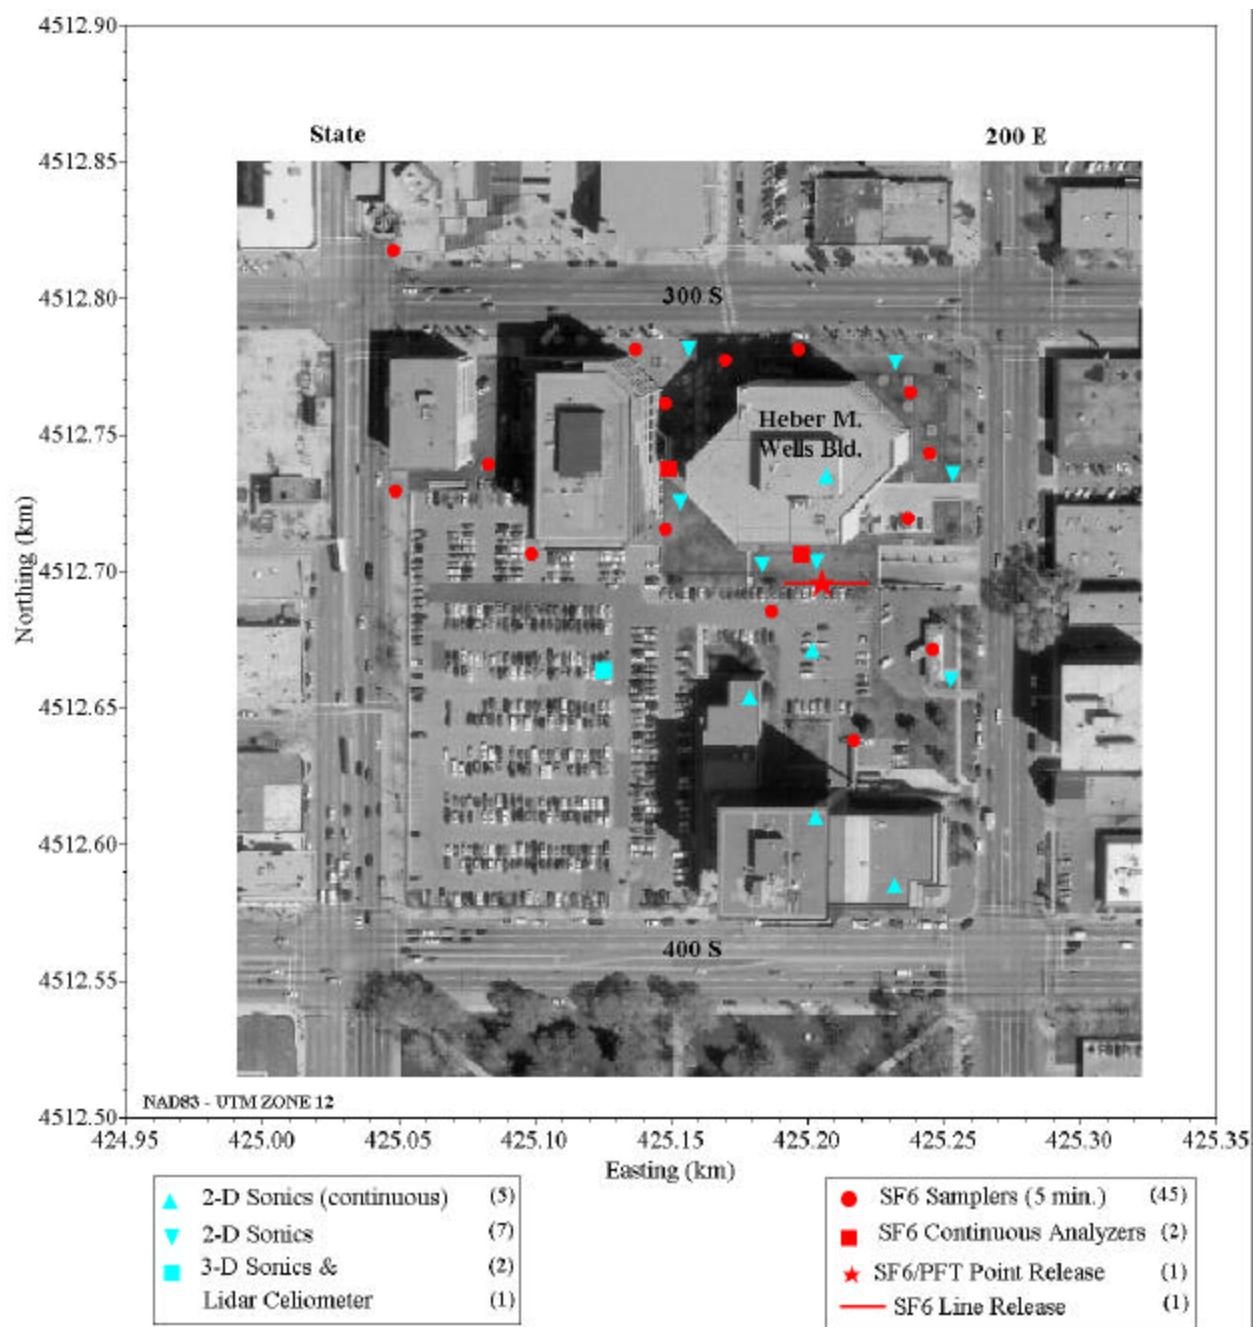 4512.90
State
200 E
4512.85
4512.80
300 S
Heber M.
Wells Bld.
4512.75
4512.70
Northing (km)
4512.65
4512.60
400 S
4512.55
4512.50
NAD83 - UTM ZONE 12
424.95
425.00
425.05
425.10
425.15
425.20
425.25
425.30
425.35
Easting (km)
2-D Sonics (continuous) (5)
2-D Sonics (7)
3-D Sonics & (2)
Lidar Celiometer (1)
SF6 Samplers (5 min.) (45)
SF6 Continuous Analyzers (2)
SF6/PFT Point Release (1)
SF6 Line Release (1)